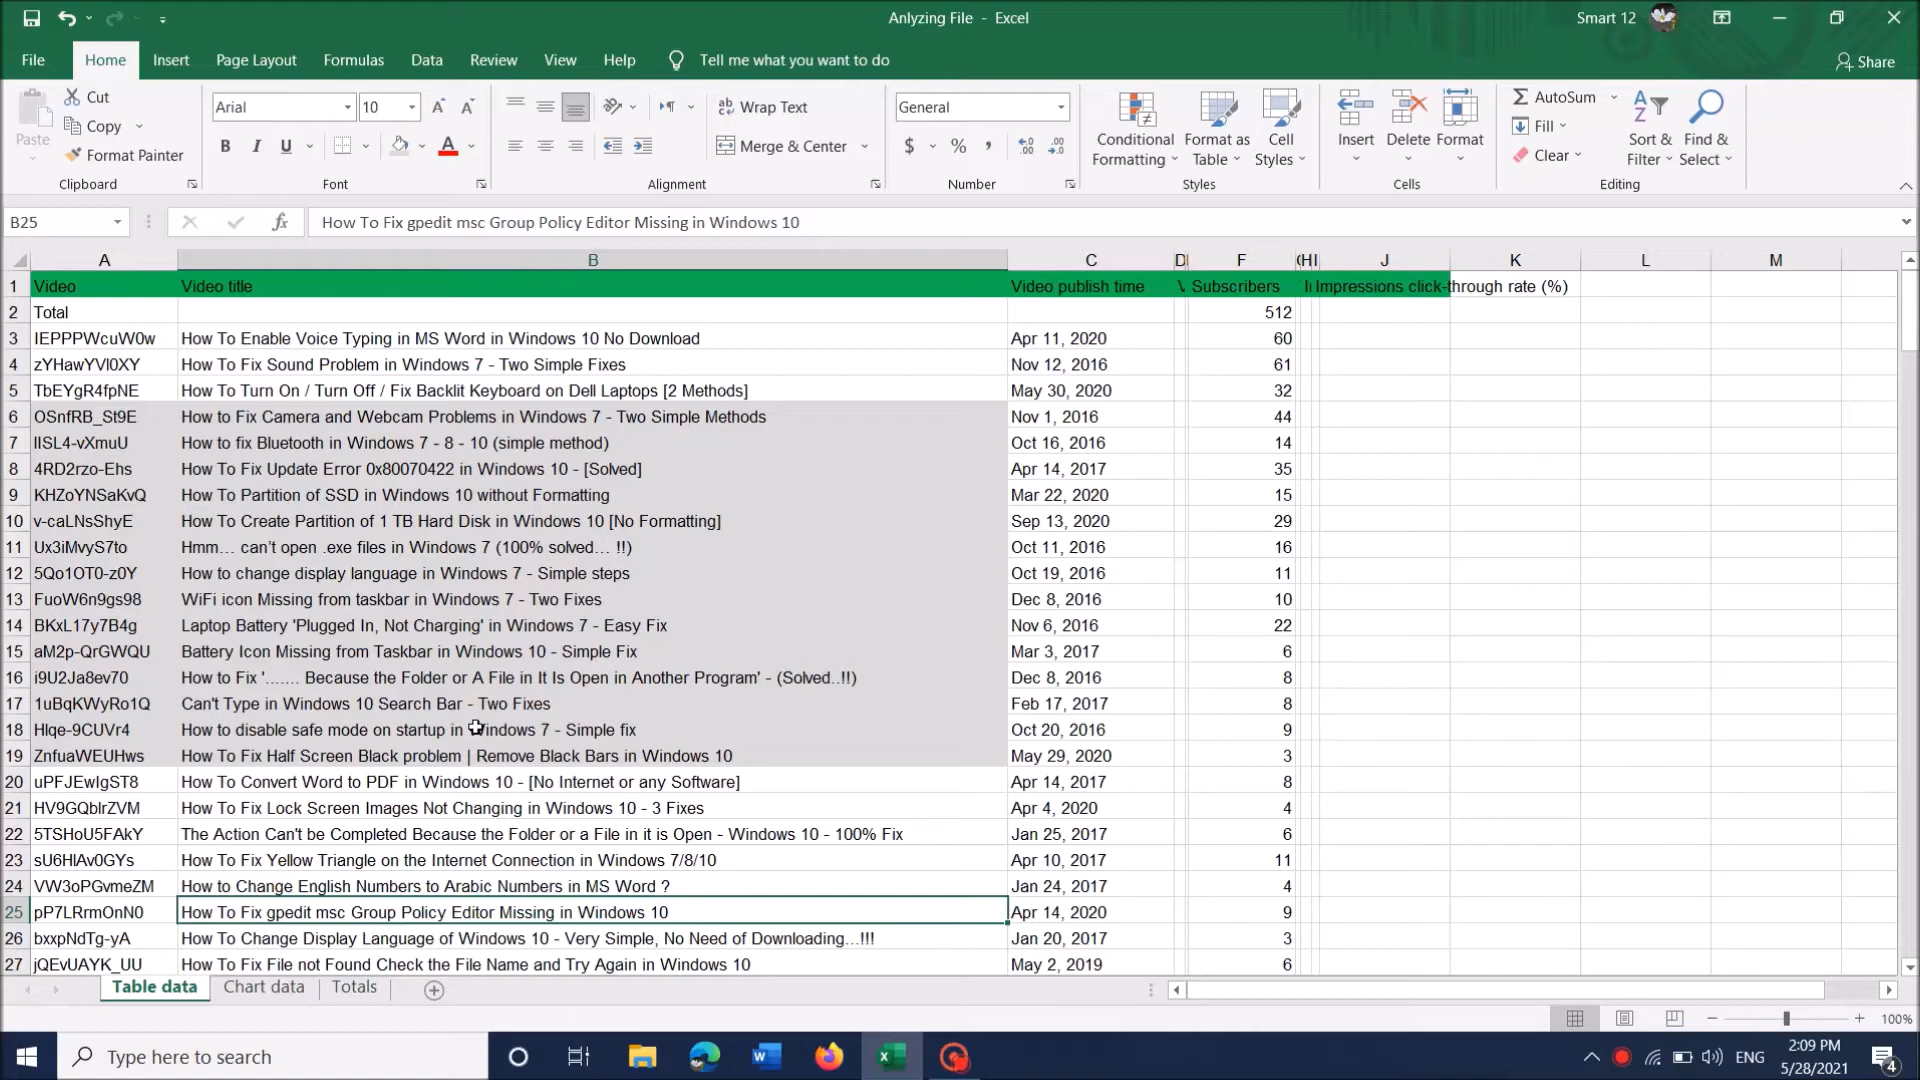 Anlyzing File - Excel
Smart 12
File Home Insert Page Layout Formulas Data Review View Help Tell me what you want to do Share
Paste Cut Copy Format Painter Clipboard
Arial 10 B I U A Font
Wrap Text Merge & Center Alignment
General $ % Number
Conditional Formatting Format as Table Cell Styles Styles
Insert Delete Format Cells
AutoSum Fill Clear Sort & Filter Find & Select Editing
B25 fx How To Fix gpedit msc Group Policy Editor Missing in Windows 10
A B C D F H I J K L M
1 Video Video title Video publish time Subscribers Impressions click-through rate (%)
2 Total 512
3 IEPPPWcuW0w How To Enable Voice Typing in MS Word in Windows 10 No Download Apr 11, 2020 60
4 zYHawYVl0XY How To Fix Sound Problem in Windows 7 - Two Simple Fixes Nov 12, 2016 61
5 TbEYgR4fpNE How To Turn On / Turn Off / Fix Backlit Keyboard on Dell Laptops [2 Methods] May 30, 2020 32
6 OSnfRB_St9E How to Fix Camera and Webcam Problems in Windows 7 - Two Simple Methods Nov 1, 2016 44
7 lISL4-vXmuU How to fix Bluetooth in Windows 7 - 8 - 10 (simple method) Oct 16, 2016 14
8 4RD2rzo-Ehs How To Fix Update Error 0x80070422 in Windows 10 - [Solved] Apr 14, 2017 35
9 KHZoYNSaKvQ How To Partition of SSD in Windows 10 without Formatting Mar 22, 2020 15
10 v-caLNsShyE How To Create Partition of 1 TB Hard Disk in Windows 10 [No Formatting] Sep 13, 2020 29
11 Ux3iMvyS7to Hmm… can’t open .exe files in Windows 7 (100% solved… !!) Oct 11, 2016 16
12 5Qo1OT0-z0Y How to change display language in Windows 7 - Simple steps Oct 19, 2016 11
13 FuoW6n9gs98 WiFi icon Missing from taskbar in Windows 7 - Two Fixes Dec 8, 2016 10
14 BKxL17y7B4g Laptop Battery 'Plugged In, Not Charging' in Windows 7 - Easy Fix Nov 6, 2016 22
15 aM2p-QrGWQU Battery Icon Missing from Taskbar in Windows 10 - Simple Fix Mar 3, 2017 6
16 i9U2Ja8ev70 How to Fix '....... Because the Folder or A File in It Is Open in Another Program' - (Solved..!!) Dec 8, 2016 8
17 1uBqKWyRo1Q Can't Type in Windows 10 Search Bar - Two Fixes Feb 17, 2017 8
18 Hlqe-9CUVr4 How to disable safe mode on startup in Windows 7 - Simple fix Oct 20, 2016 9
19 ZnfuaWEUHws How To Fix Half Screen Black problem | Remove Black Bars in Windows 10 May 29, 2020 3
20 uPFJEwIgST8 How To Convert Word to PDF in Windows 10 - [No Internet or any Software] Apr 14, 2017 8
21 HV9GQblrZVM How To Fix Lock Screen Images Not Changing in Windows 10 - 3 Fixes Apr 4, 2020 4
22 5TSHoU5FAkY The Action Can't be Completed Because the Folder or a File in it is Open - Windows 10 - 100% Fix Jan 25, 2017 6
23 sU6HlAv0GYs How To Fix Yellow Triangle on the Internet Connection in Windows 7/8/10 Apr 10, 2017 11
24 VW3oPGvmeZM How to Change English Numbers to Arabic Numbers in MS Word ? Jan 24, 2017 4
25 pP7LRrmOnN0 How To Fix gpedit msc Group Policy Editor Missing in Windows 10 Apr 14, 2020 9
26 bxxpNdTg-yA How To Change Display Language of Windows 10 - Very Simple, No Need of Downloading...!!! Jan 20, 2017 3
27 jQEvUAYK_UU How To Fix File not Found Check the File Name and Try Again in Windows 10 May 2, 2019 6
Table data Chart data Totals
100%
Type here to search
ENG 2:09 PM
5/28/2021 4